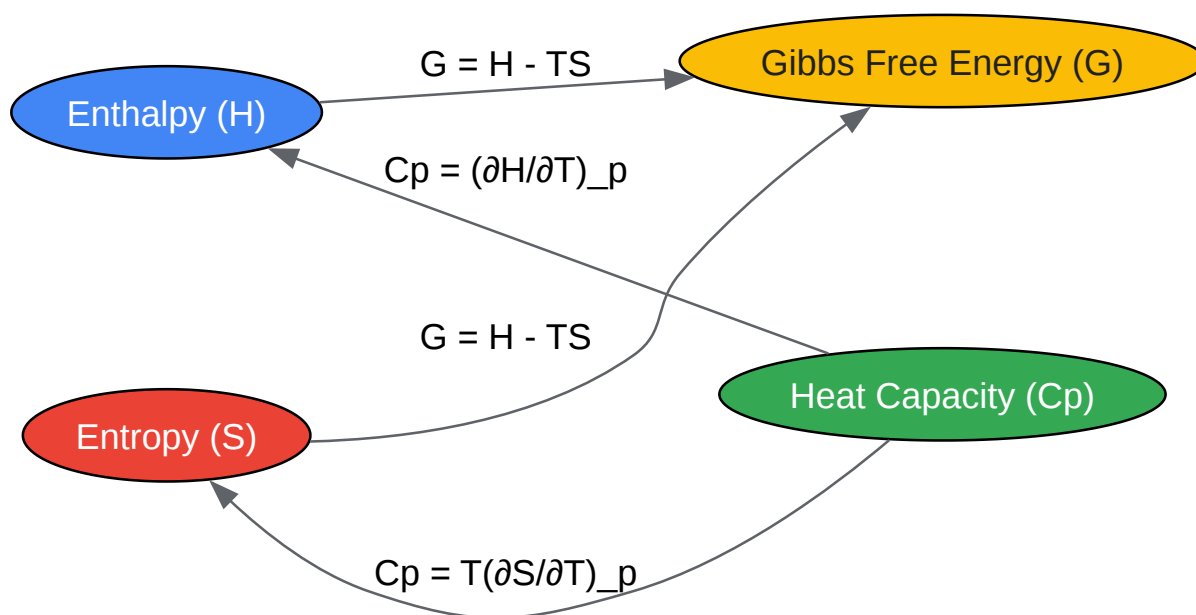 G = H - TS
Gibbs Free Energy (G)
Enthalpy (H)
Cp = (∂H/∂T)_p
G = H - TS
Heat Capacity (Cp)
Entropy (S)
Cp = T(∂S/∂T)_p